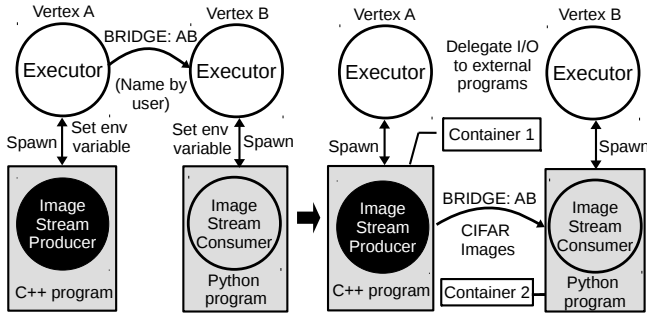 Vertex A
Vertex B
BRIDGE: AB
Executor
Executor
(Name by
user)
Spawn
Set env
variable
Set env
variable
Spawn
Image
Stream
Producer
C++ program
Image
Stream
Consumer
Python
program
Vertex A
Vertex B
Executor
Delegate I/O
to external
programs
Executor
Spawn
Container 1
Spawn
Image
Stream
Producer
C++ program
BRIDGE: AB
CIFAR
Images
Container 2
Image
Stream
Consumer
Python
program